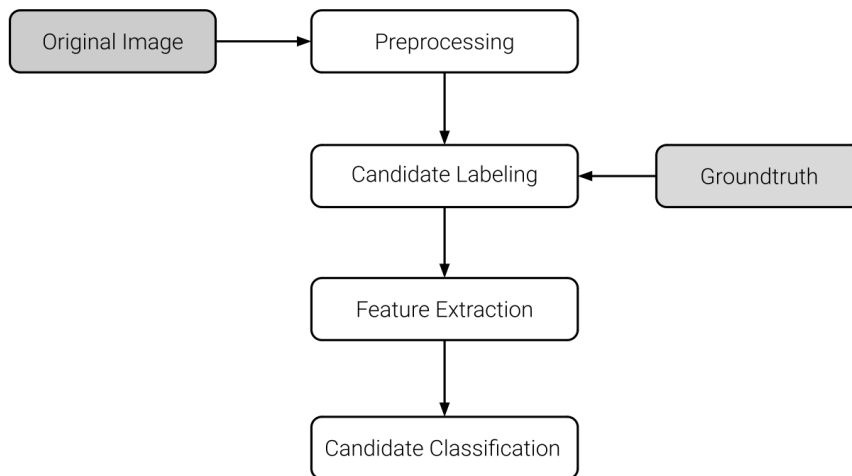 Original Image
Preprocessing
Candidate Labeling
Groundtruth
Feature Extraction
Candidate Classification